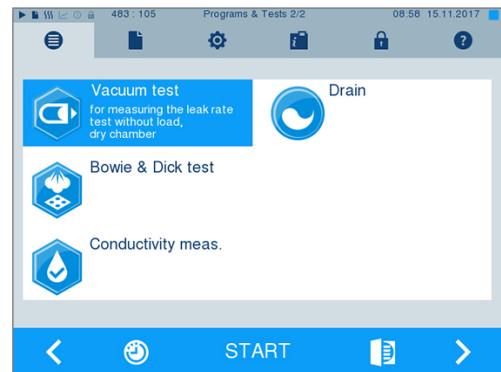 483 : 105 Programs & Tests 2/2 08:58 15.11.2017
Vacuum test
for measuring the leak rate
test without load,
dry chamber
Drain
Bowie & Dick test
Conductivity meas.
START